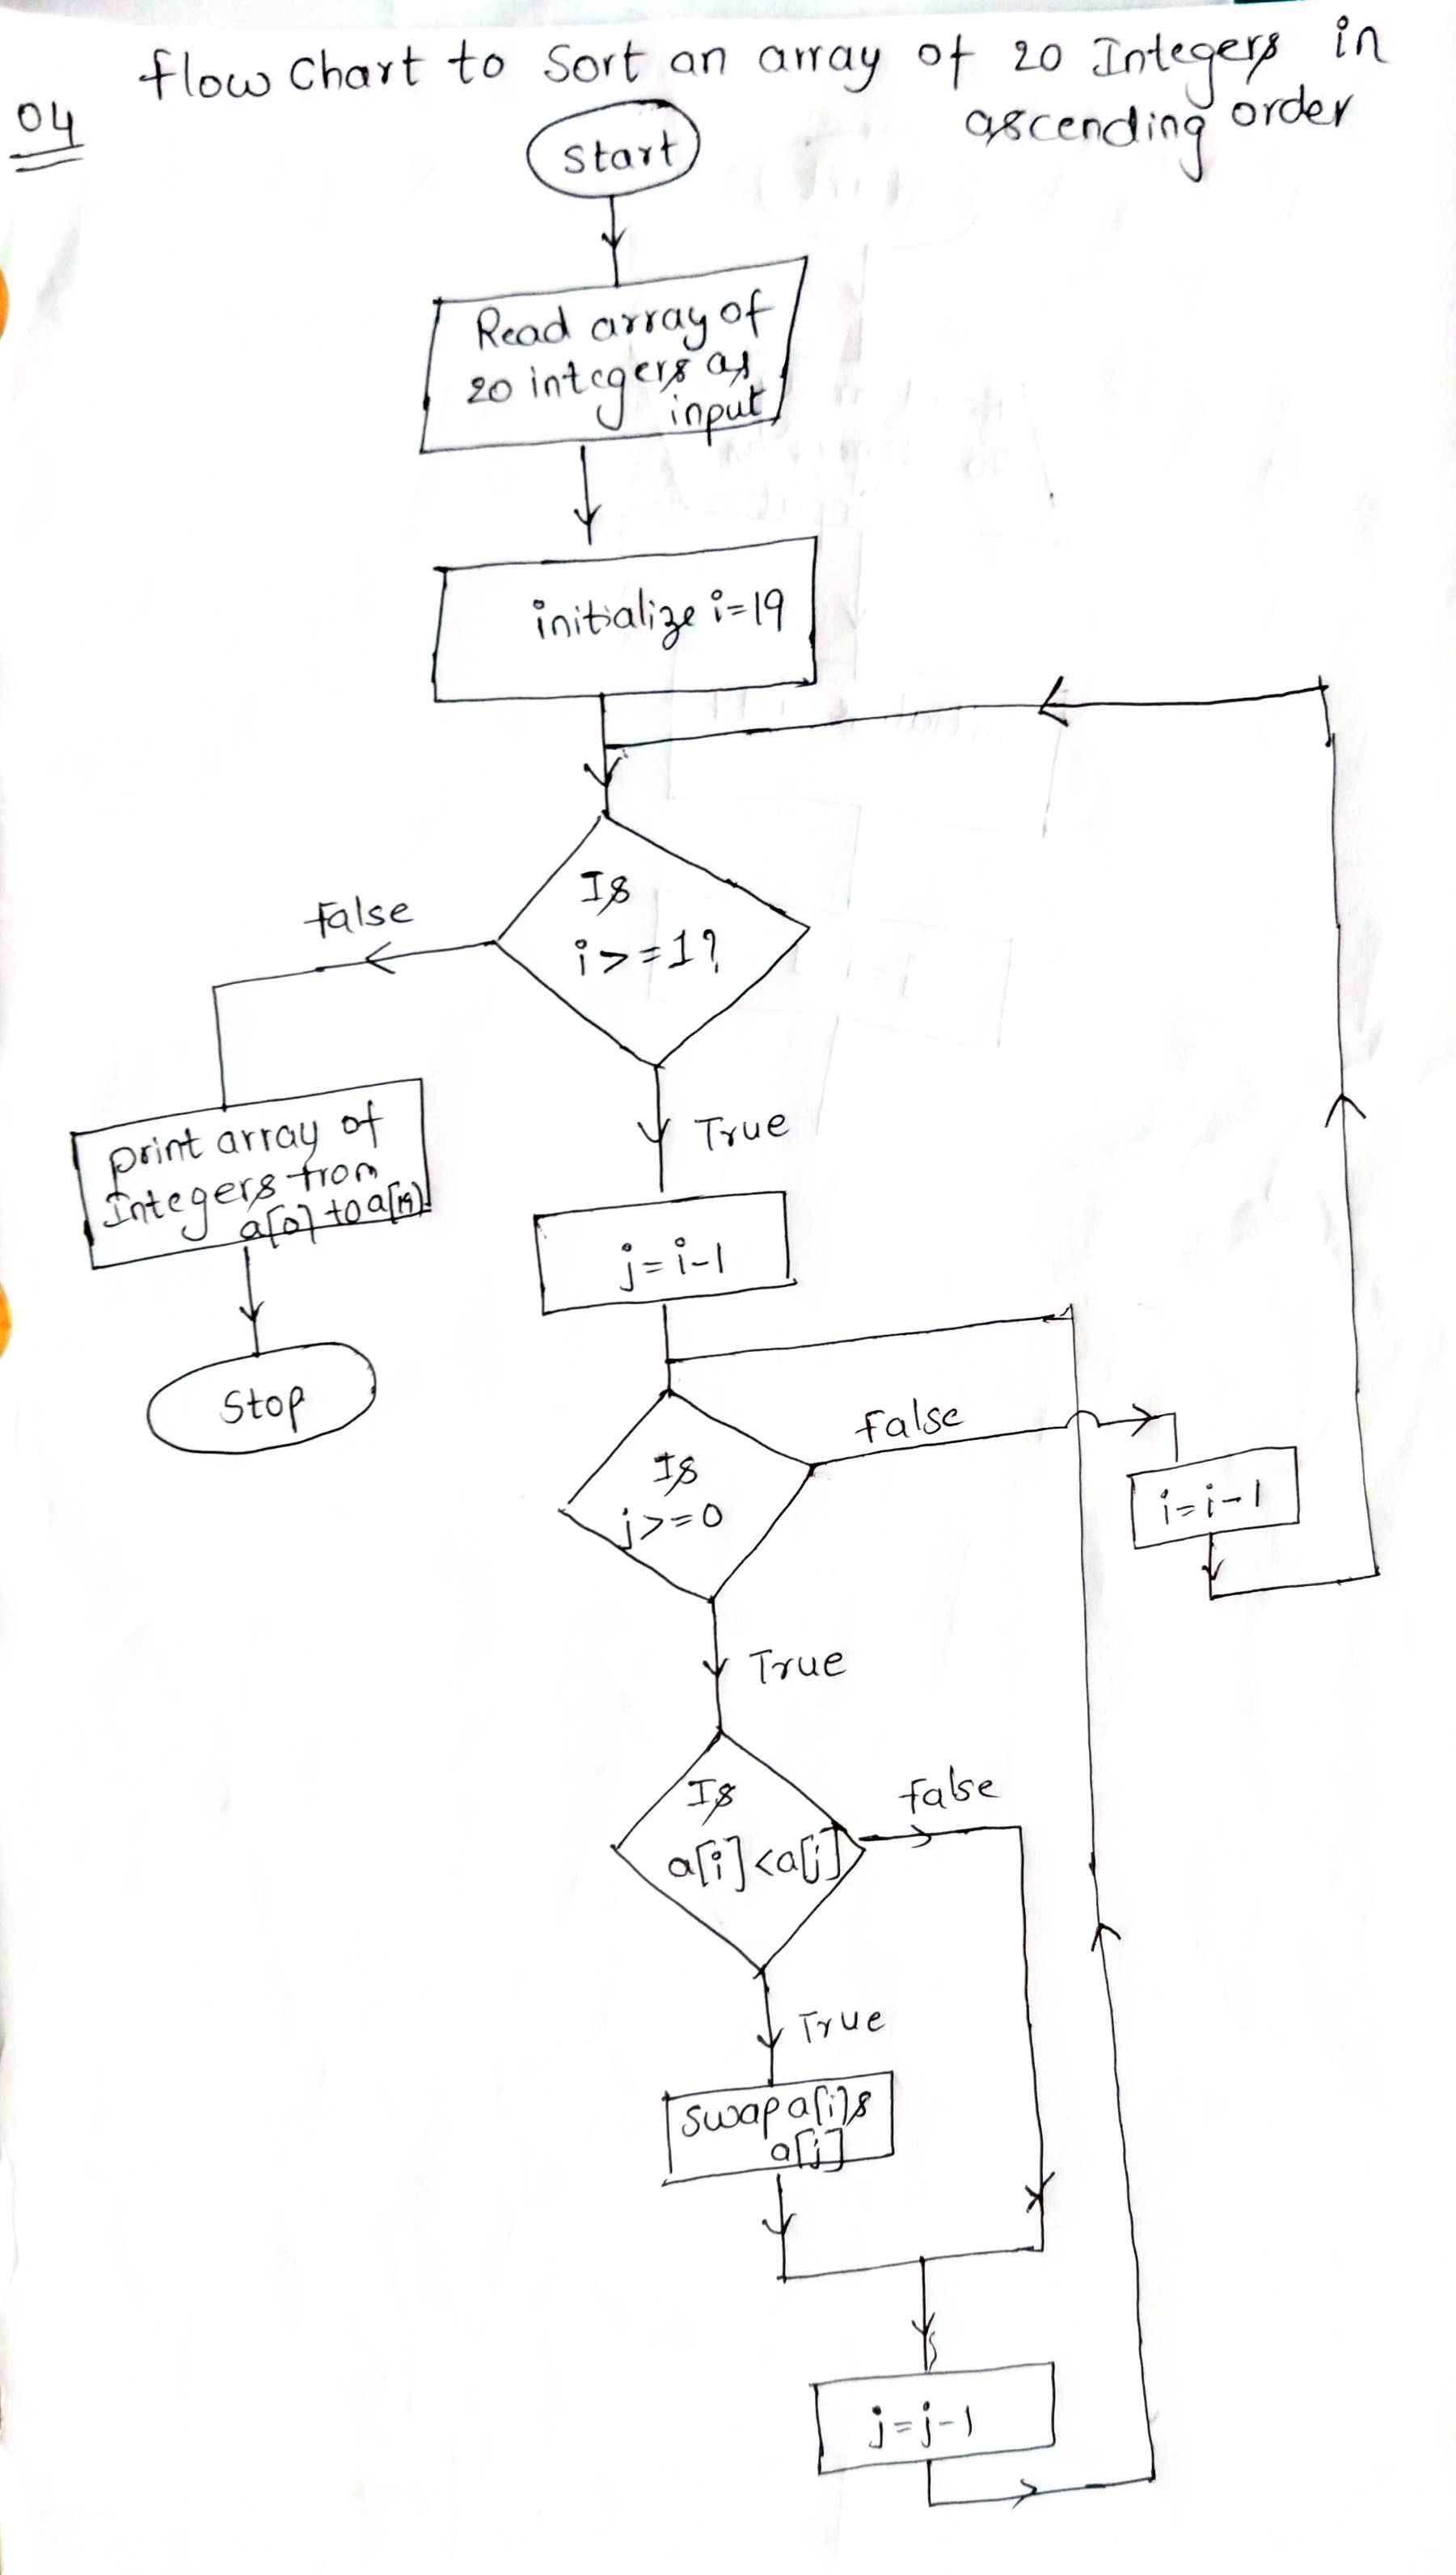 flow chart to Sort an array of 20 Integers in
ascending order
04
Start
Read array of
20 integers as
input
initialize i=19
Is
i>=1?
false
True
print array of
Integers from
a[0] to a[19]
Stop
j=i-1
Is
j>=0
false
i=i-1
True
Is
a[i]<a[j]
false
True
swap a[i] &
a[j]
j=j-1